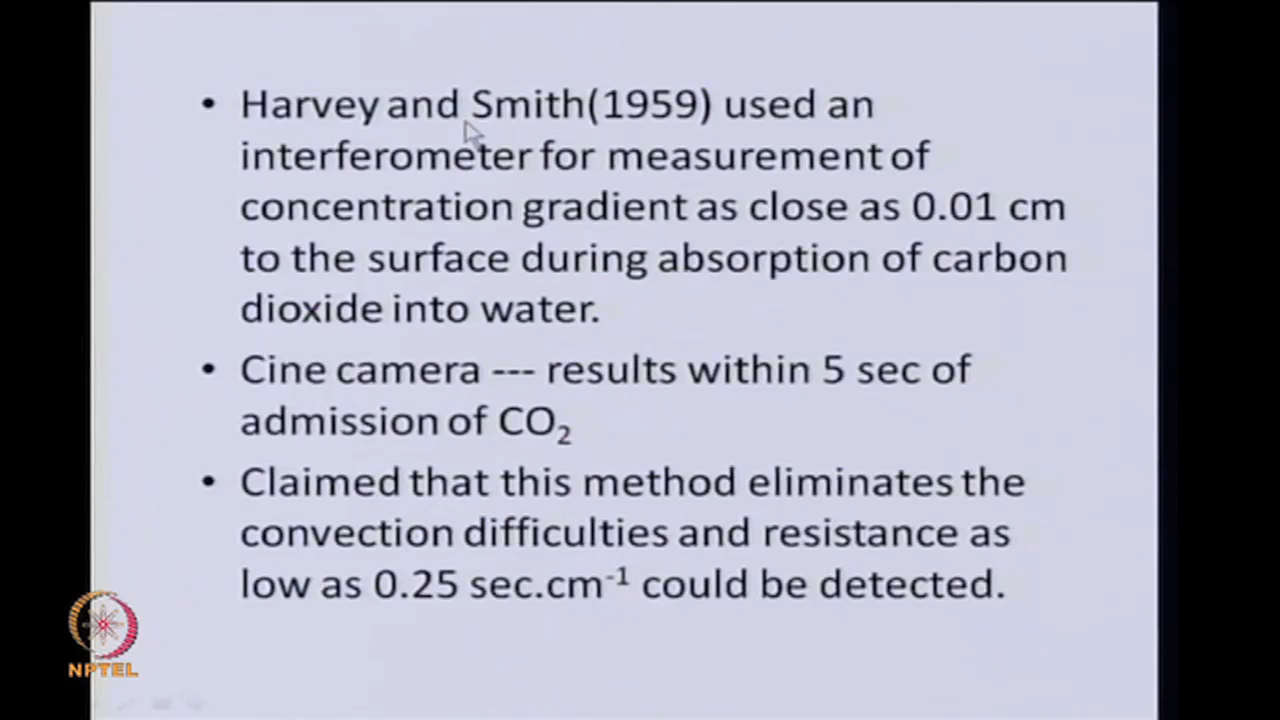 • Harvey and Smith(1959) used an
interferometer for measurement of
concentration gradient as close as 0.01 cm
to the surface during absorption of carbon
dioxide into water.
• Cine camera --- results within 5 sec of
admission of CO₂
• Claimed that this method eliminates the
convection difficulties and resistance as
low as 0.25 sec.cm⁻¹ could be detected.
NPTEL